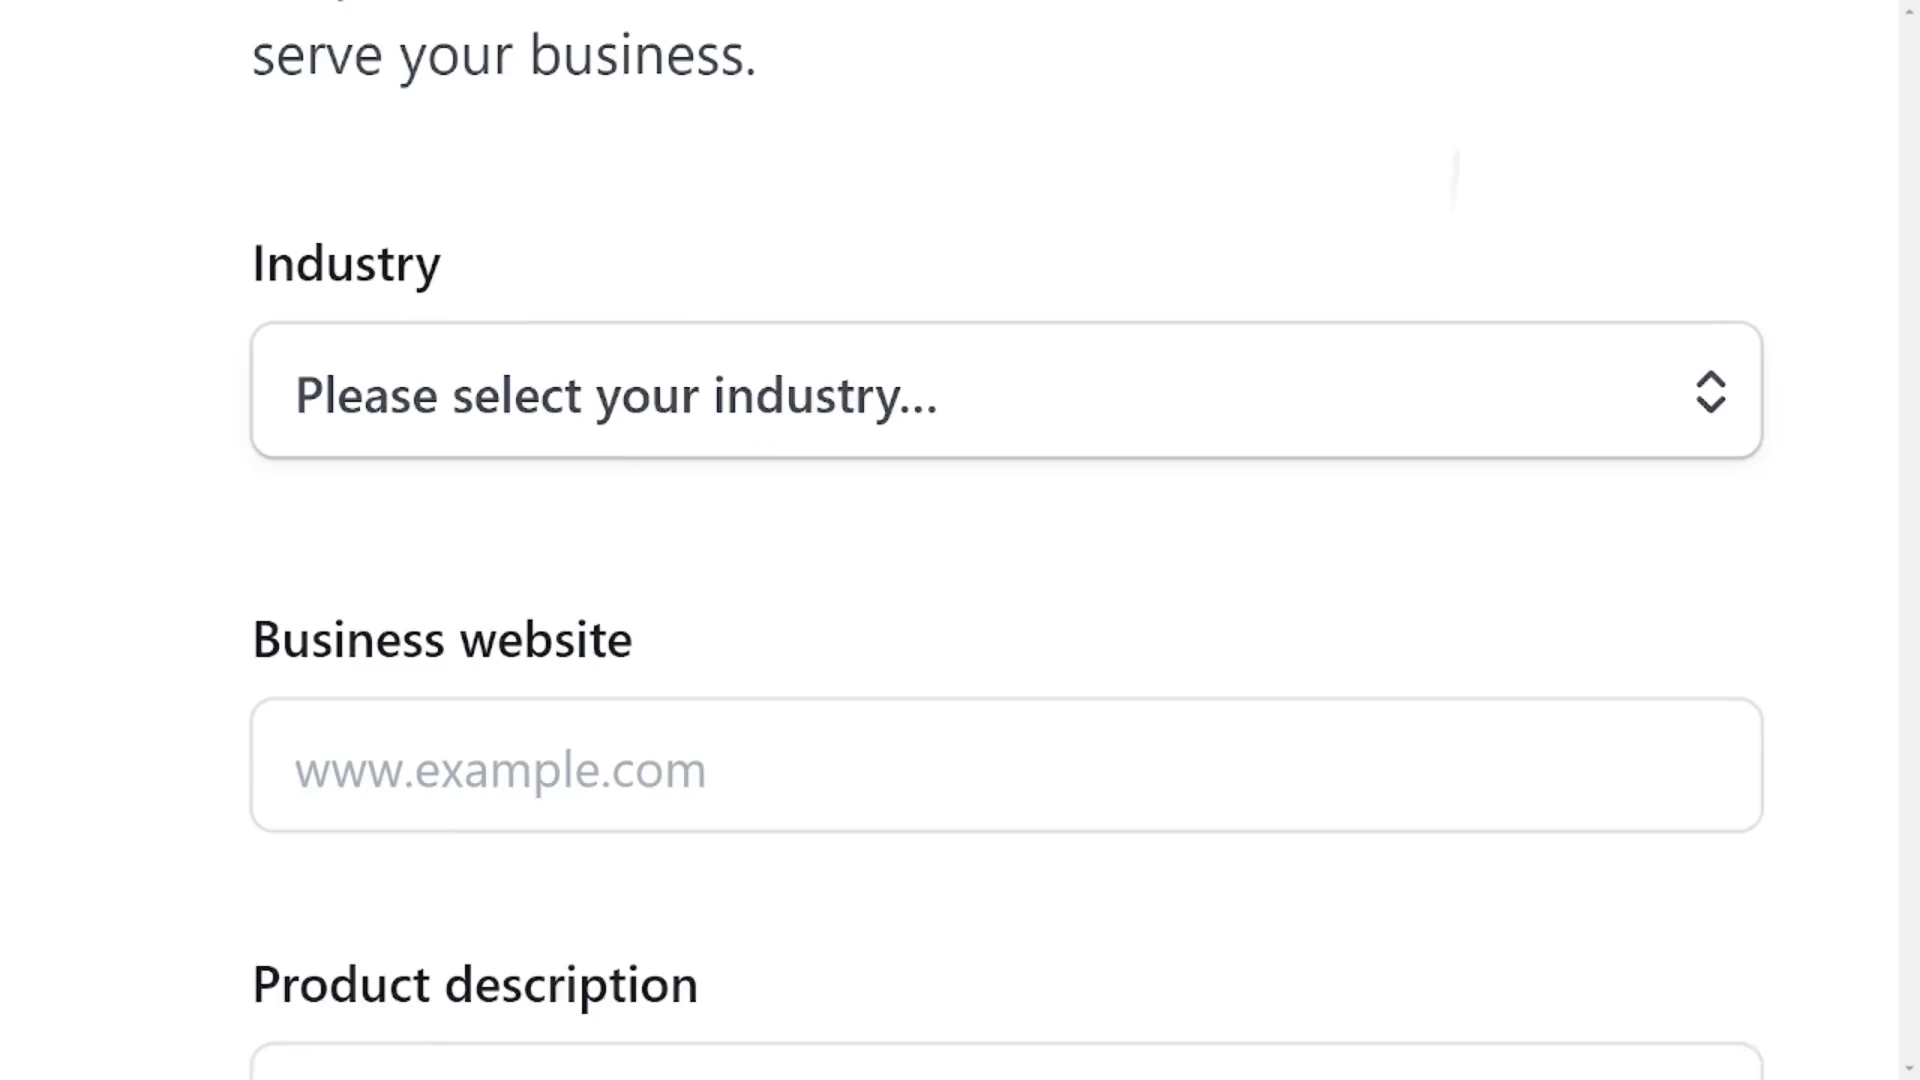 serve your business.
Industry
Please select your industry...
Business website
www.example.com
Product description